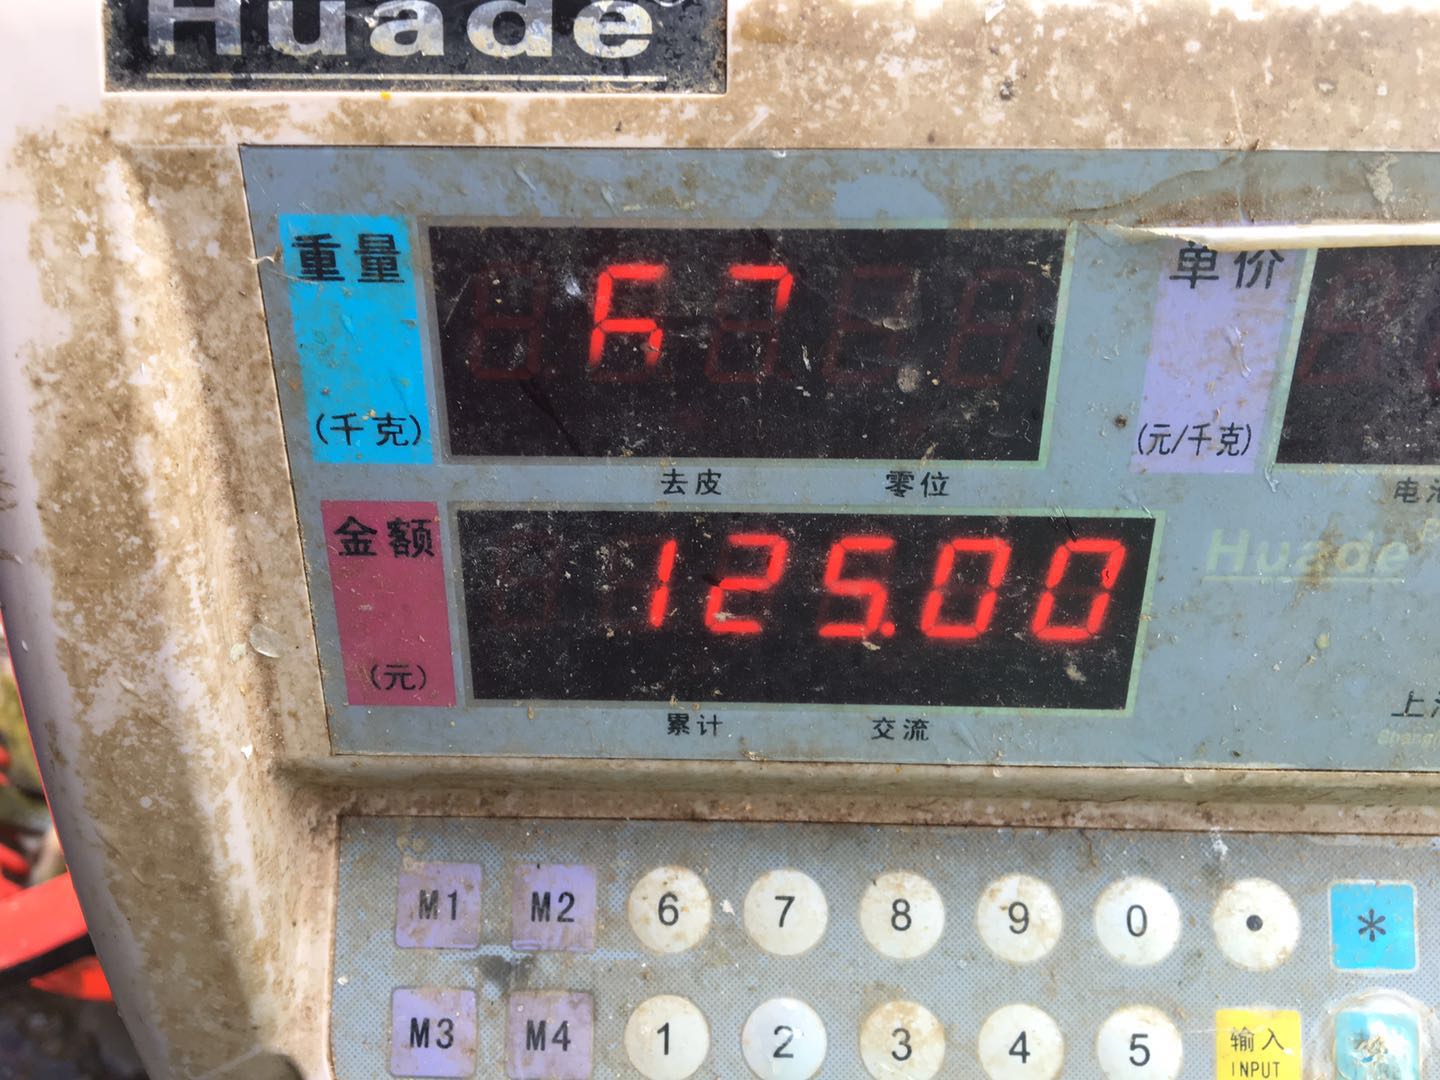 Huade
重量
单价
(千克)
(元/千克)
去皮
零位
金额
125.00
Huade
(元)
累计
交流
M1 M2 6 7 8 9 0 • *
M3 M4 1 2 3 4 5 输入
INPUT